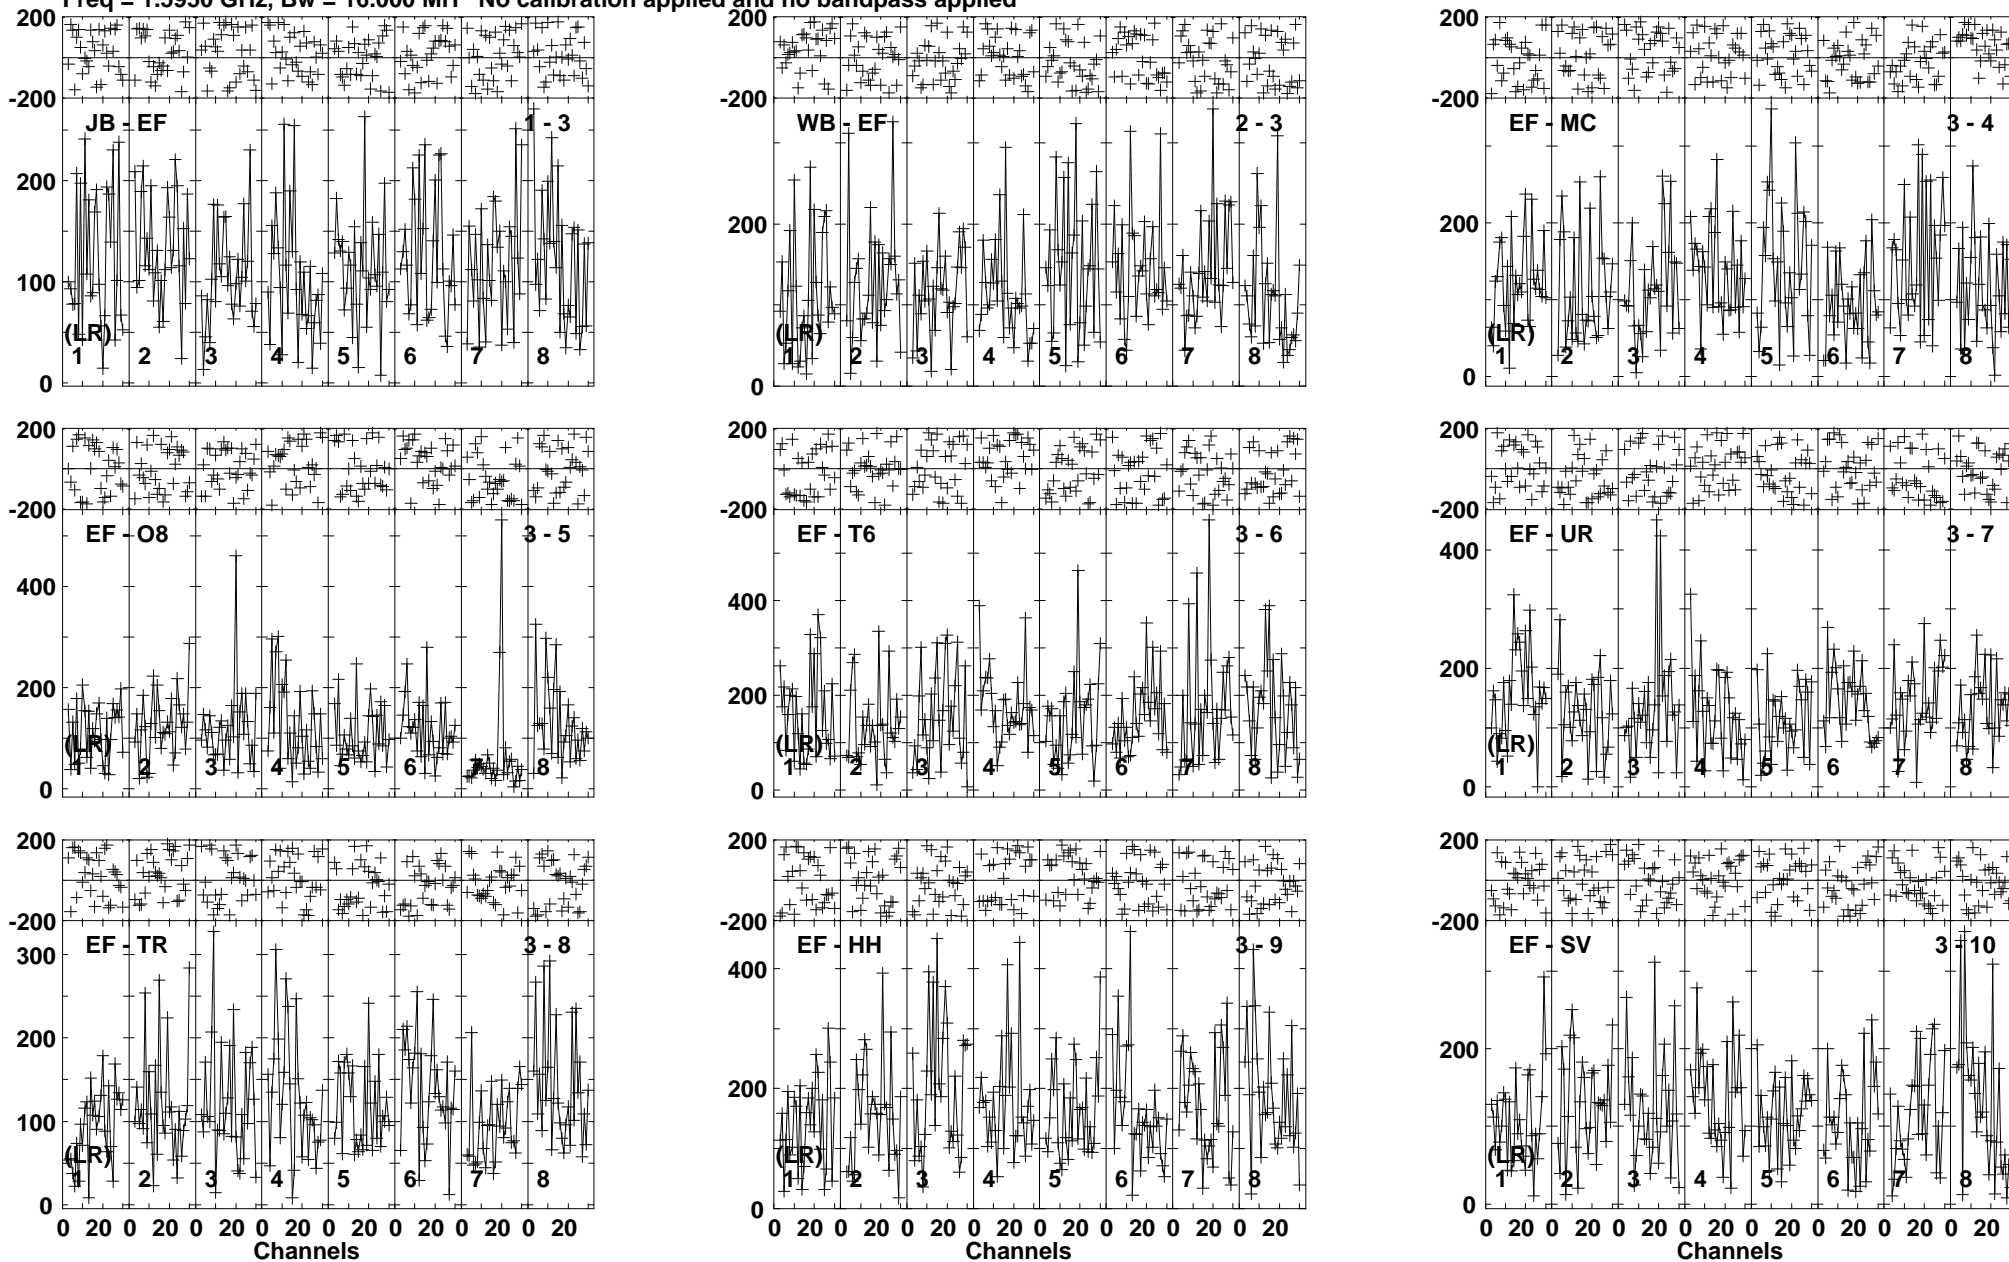 Freq = 1.5950 GHz, Bw = 16.000 MH No calibration applied and no bandpass applied
200 200 200
-200 -200 -200
JB - EF 1 - 3 WB - EF 2 - 3 EF - MC 3 - 4
200 200 200
100
(LR) (LR) (LR)
1 2 3 4 5 6 7 8 1 2 3 4 5 6 7 8 1 2 3 4 5 6 7 8
0 0 0
200 200 200
-200 -200 -200
EF - O8 3 - 5 EF - T6 3 - 6 EF - UR 3 - 7
400 400 400
200 200 200
(LR) (LR) (LR)
1 2 3 4 5 6 7 8 1 2 3 4 5 6 7 8 1 2 3 4 5 6 7 8
0 0 0
200 200 200
-200 -200 -200
EF - TR 3 - 8 EF - HH 3 - 9 EF - SV 3 - 10
300 400
200 200 200
100
(LR) (LR) (LR)
1 2 3 4 5 6 7 8 1 2 3 4 5 6 7 8 1 2 3 4 5 6 7 8
0 0 0
0 20 0 20 0 20 0 20 0 20 0 20 0 20 0 20 0 20 0 20 0 20 0 20 0 20 0 20 0 20 0 20 0 20 0 20 0 20 0 20 0 20 0 20 0 20 0 20
Channels Channels